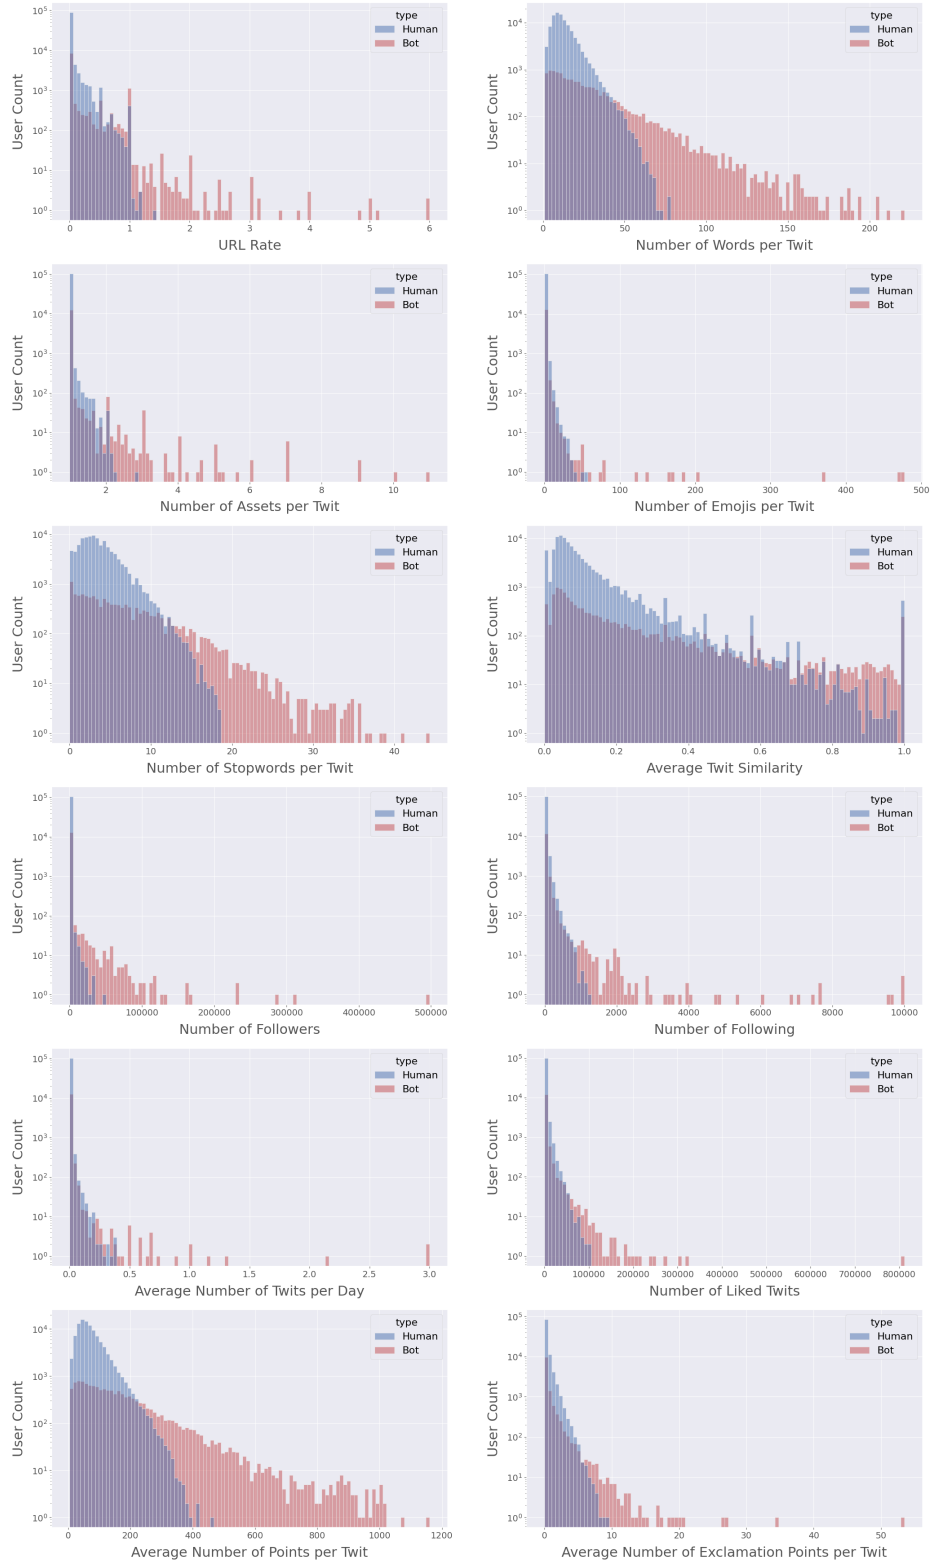 10⁵
10⁴
10³
10²
10¹
10⁰
User Count
type
Human
Bot
0 1 2 3 4 5 6
URL Rate
10⁴
10³
10²
10¹
10⁰
User Count
type
Human
Bot
0 50 100 150 200
Number of Words per Twit
10⁵
10⁴
10³
10²
10¹
10⁰
User Count
type
Human
Bot
2 4 6 8 10
Number of Assets per Twit
10⁵
10⁴
10³
10²
10¹
10⁰
User Count
type
Human
Bot
0 100 200 300 400 500
Number of Emojis per Twit
10⁴
10³
10²
10¹
10⁰
User Count
type
Human
Bot
0 10 20 30 40
Number of Stopwords per Twit
10⁴
10³
10²
10¹
10⁰
User Count
type
Human
Bot
0.0 0.2 0.4 0.6 0.8 1.0
Average Twit Similarity
10⁵
10⁴
10³
10²
10¹
10⁰
User Count
type
Human
Bot
0 100000 200000 300000 400000 500000
Number of Followers
10⁵
10⁴
10³
10²
10¹
10⁰
User Count
type
Human
Bot
0 2000 4000 6000 8000 10000
Number of Following
10⁵
10⁴
10³
10²
10¹
10⁰
User Count
type
Human
Bot
0.0 0.5 1.0 1.5 2.0 2.5 3.0
Average Number of Twits per Day
10⁵
10⁴
10³
10²
10¹
10⁰
User Count
type
Human
Bot
0 100000 200000 300000 400000 500000 600000 700000 800000
Number of Liked Twits
10⁴
10³
10²
10¹
10⁰
User Count
type
Human
Bot
0 200 400 600 800 1000 1200
Average Number of Points per Twit
10⁵
10⁴
10³
10²
10¹
10⁰
User Count
type
Human
Bot
0 10 20 30 40 50
Average Number of Exclamation Points per Twit